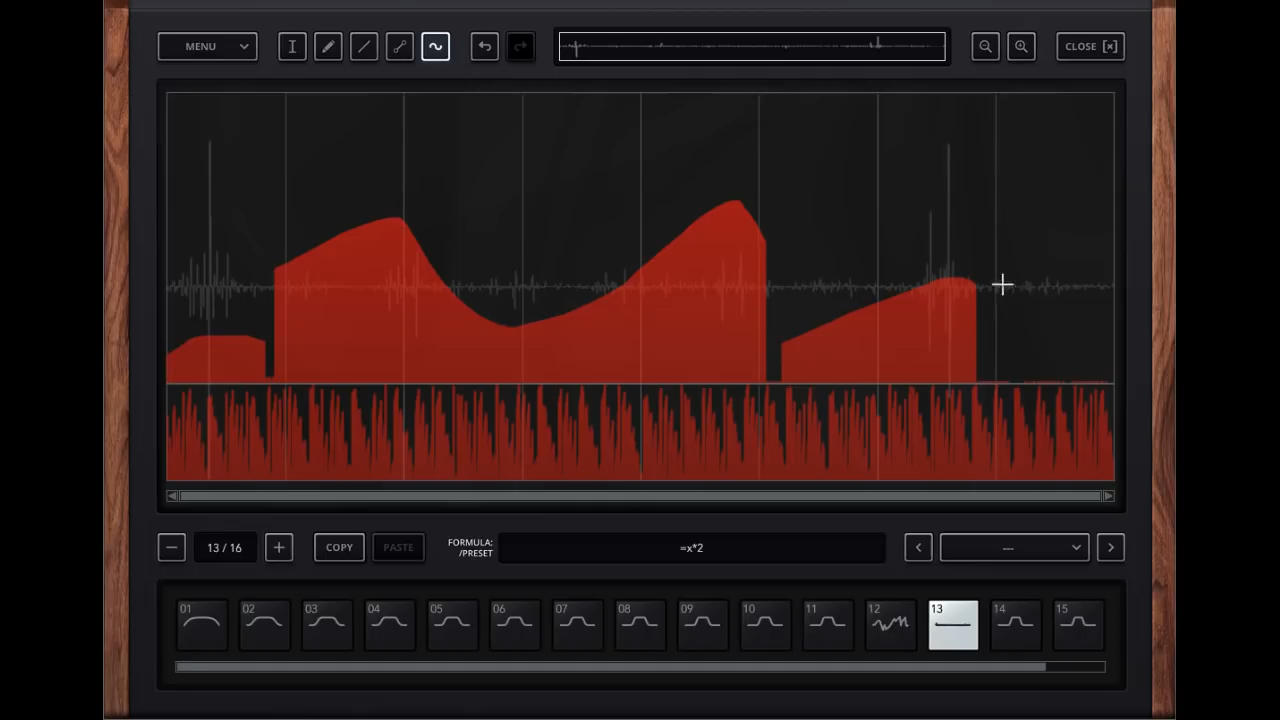 MENU
CLOSE [×]
13 / 16
COPY
PASTE
FORMULA:
/PRESET
=x*2
---
01 02 03 04 05 06 07 08 09 10 11 12 13 14 15